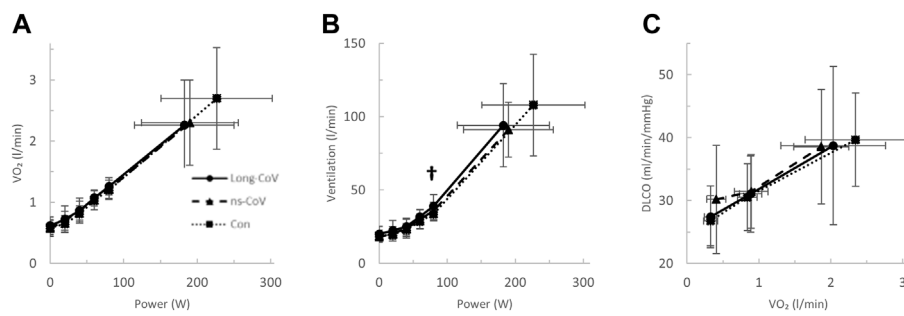 A
VO₂ (l/min)
3
2
1
0
0 100 200 300
Power (W)
Long-CoV
ns-CoV
Con
B
Ventilation (l/min)
150
100
50
0
†
0 100 200 300
Power (W)
C
DLCO (ml/min/mmHg)
60
50
40
30
20
0 1 2 3
VO₂ (l/min)